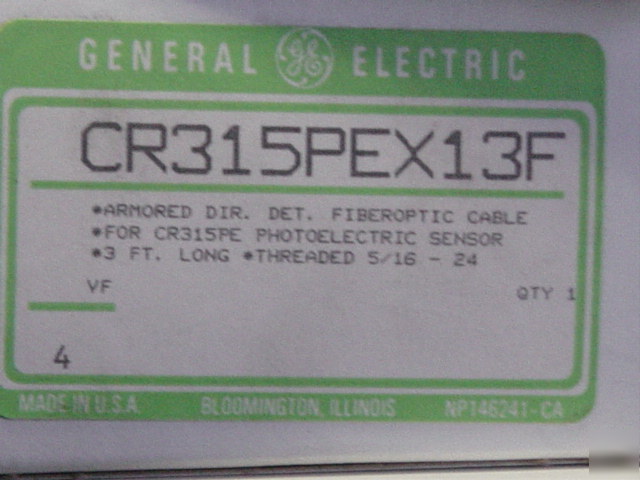 GENERAL GE ELECTRIC
CR315PEX13F
*ARMORED DIR. DET. FIBEROPTIC CABLE
*FOR CR315PE PHOTOELECTRIC SENSOR
*3 FT. LONG *THREADED 5/16 - 24
VF
QTY 1
4
MADE IN U.S.A. BLOOMINGTON, ILLINOIS NP146241-CA